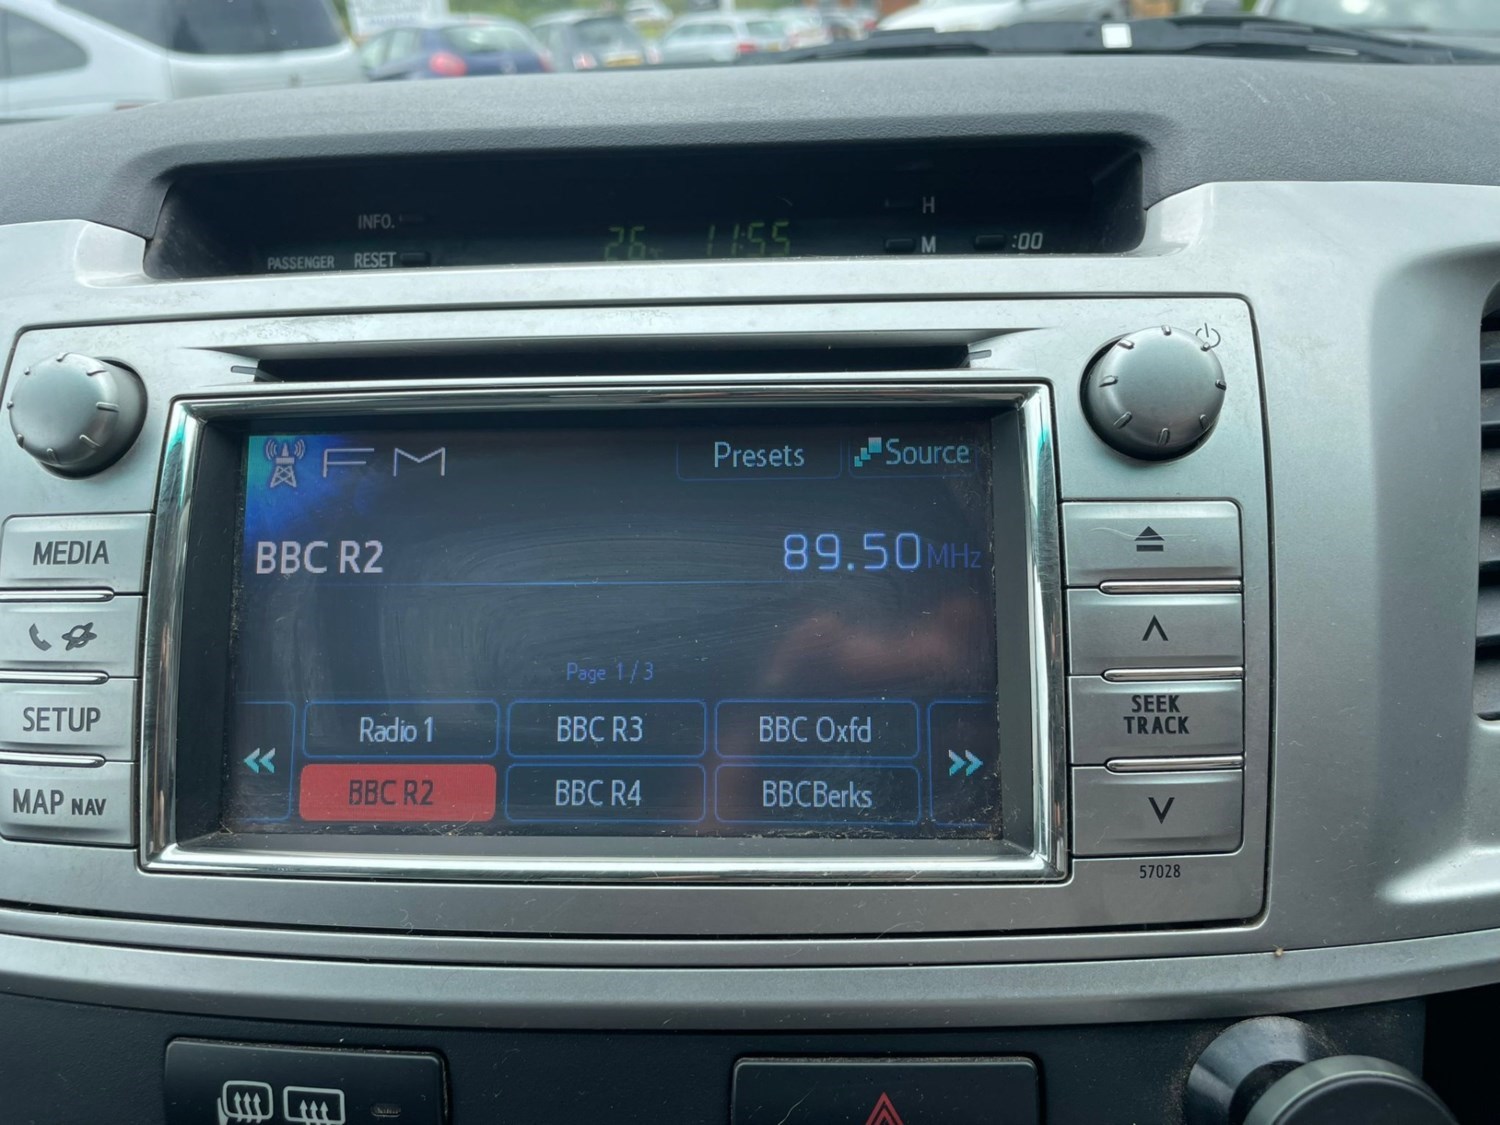 INFO.
PASSENGER RESET
26°C 11:55
H
M :00
FM Presets Source
BBC R2 89.50 MHz
Page 1/3
Radio 1 BBC R3 BBC Oxfd
BBC R2 BBC R4 BBCBerks
MEDIA
SETUP
MAP NAV
SEEK
TRACK
57028